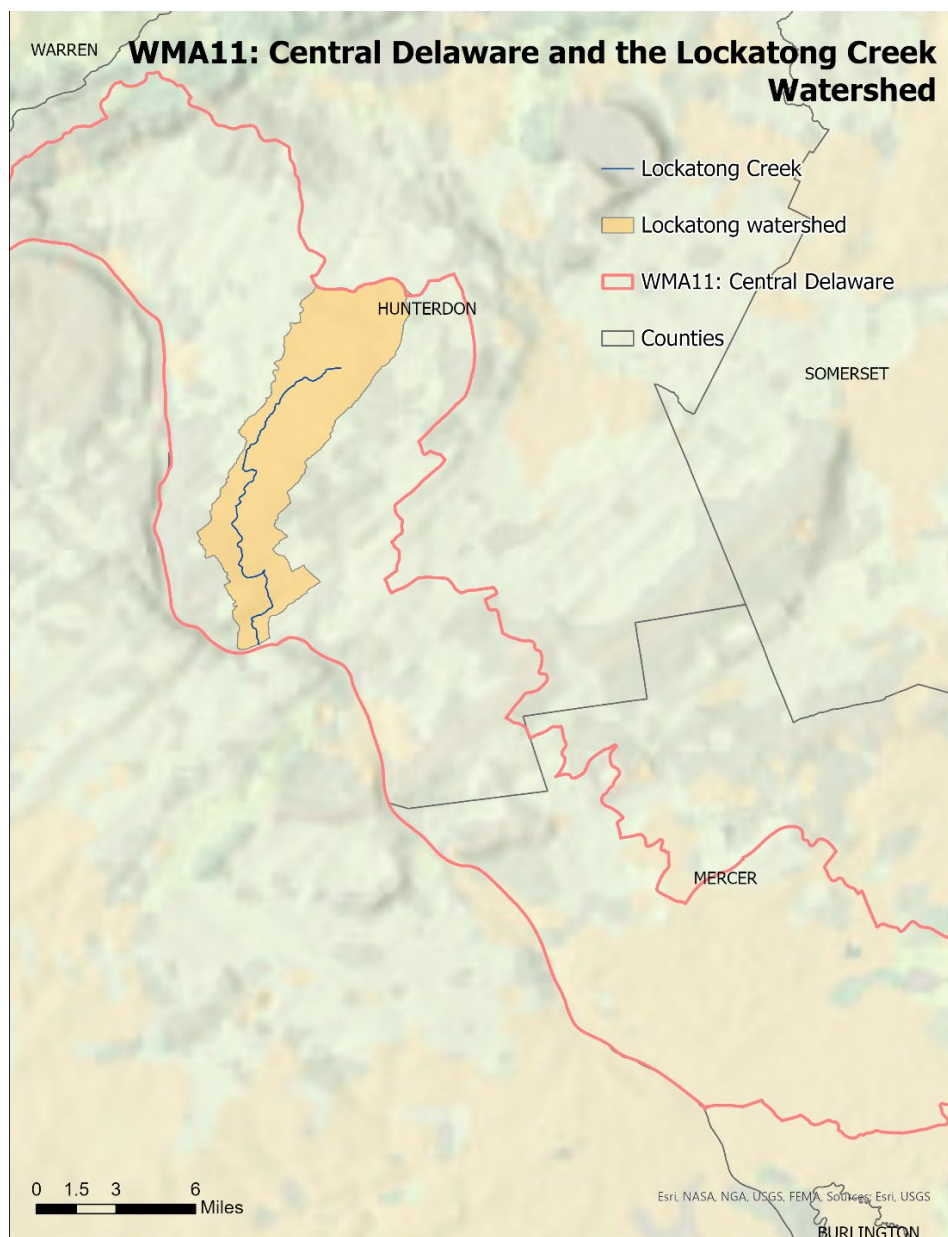 WARREN
WMA11: Central Delaware and the Lockatong Creek
Watershed
Lockatong Creek
Lockatong watershed
HUNTERDON
WMA11: Central Delaware
Counties
SOMERSET
MERCER
0 1.5 3 6
Miles
Esri, NASA, NGA, USGS, FEMA, Sources: Esri, USGS
BURLINGTON